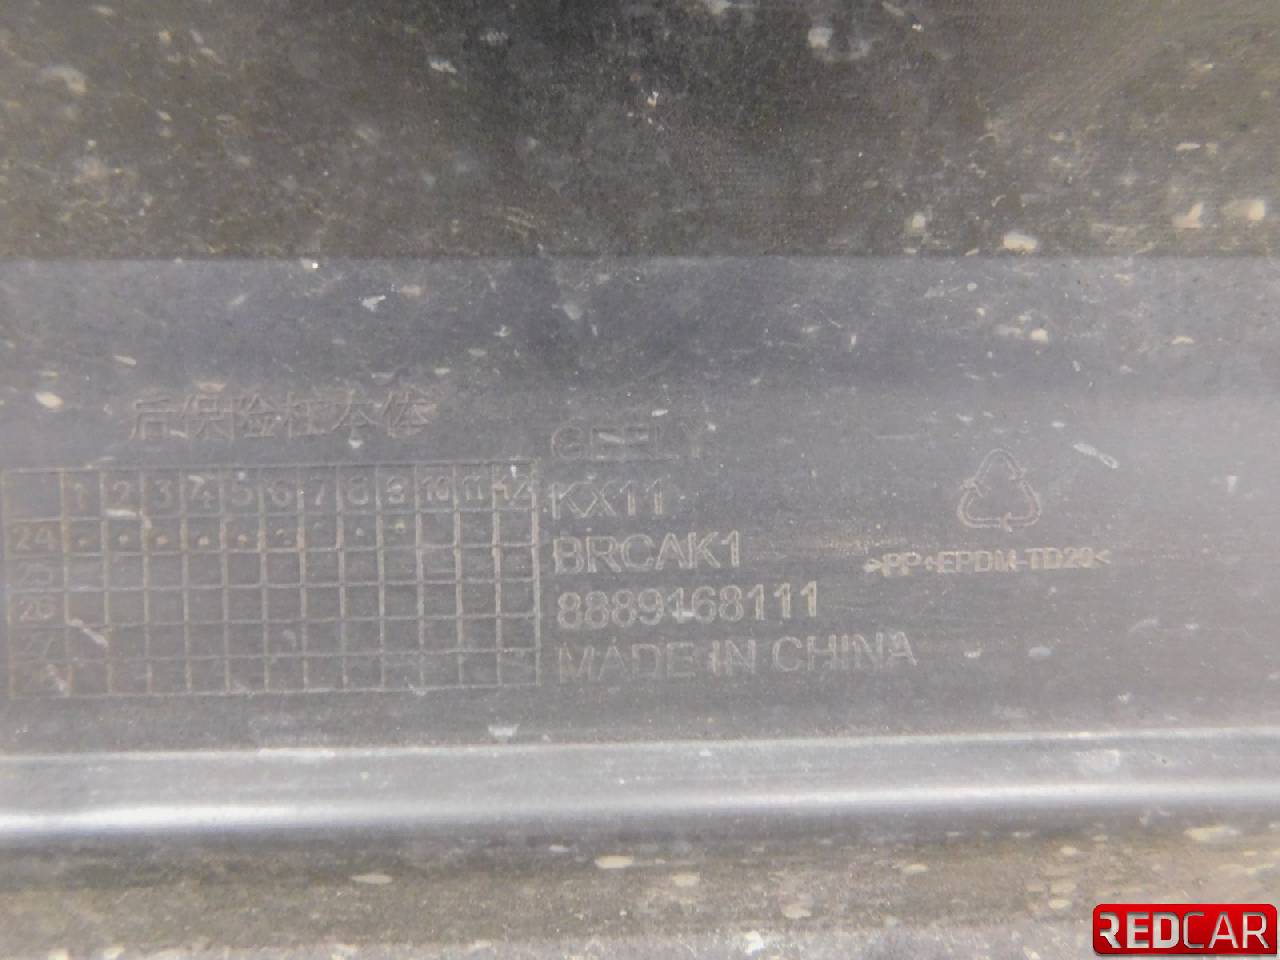 后保险杠本体
GEELY
1 2 3 4 5 6 7 8 9 10 11 12
24
25
26
27
KX11
BRCAK1
8889168111
MADE IN CHINA
>PP+EPDM-TD20<
REDCAR